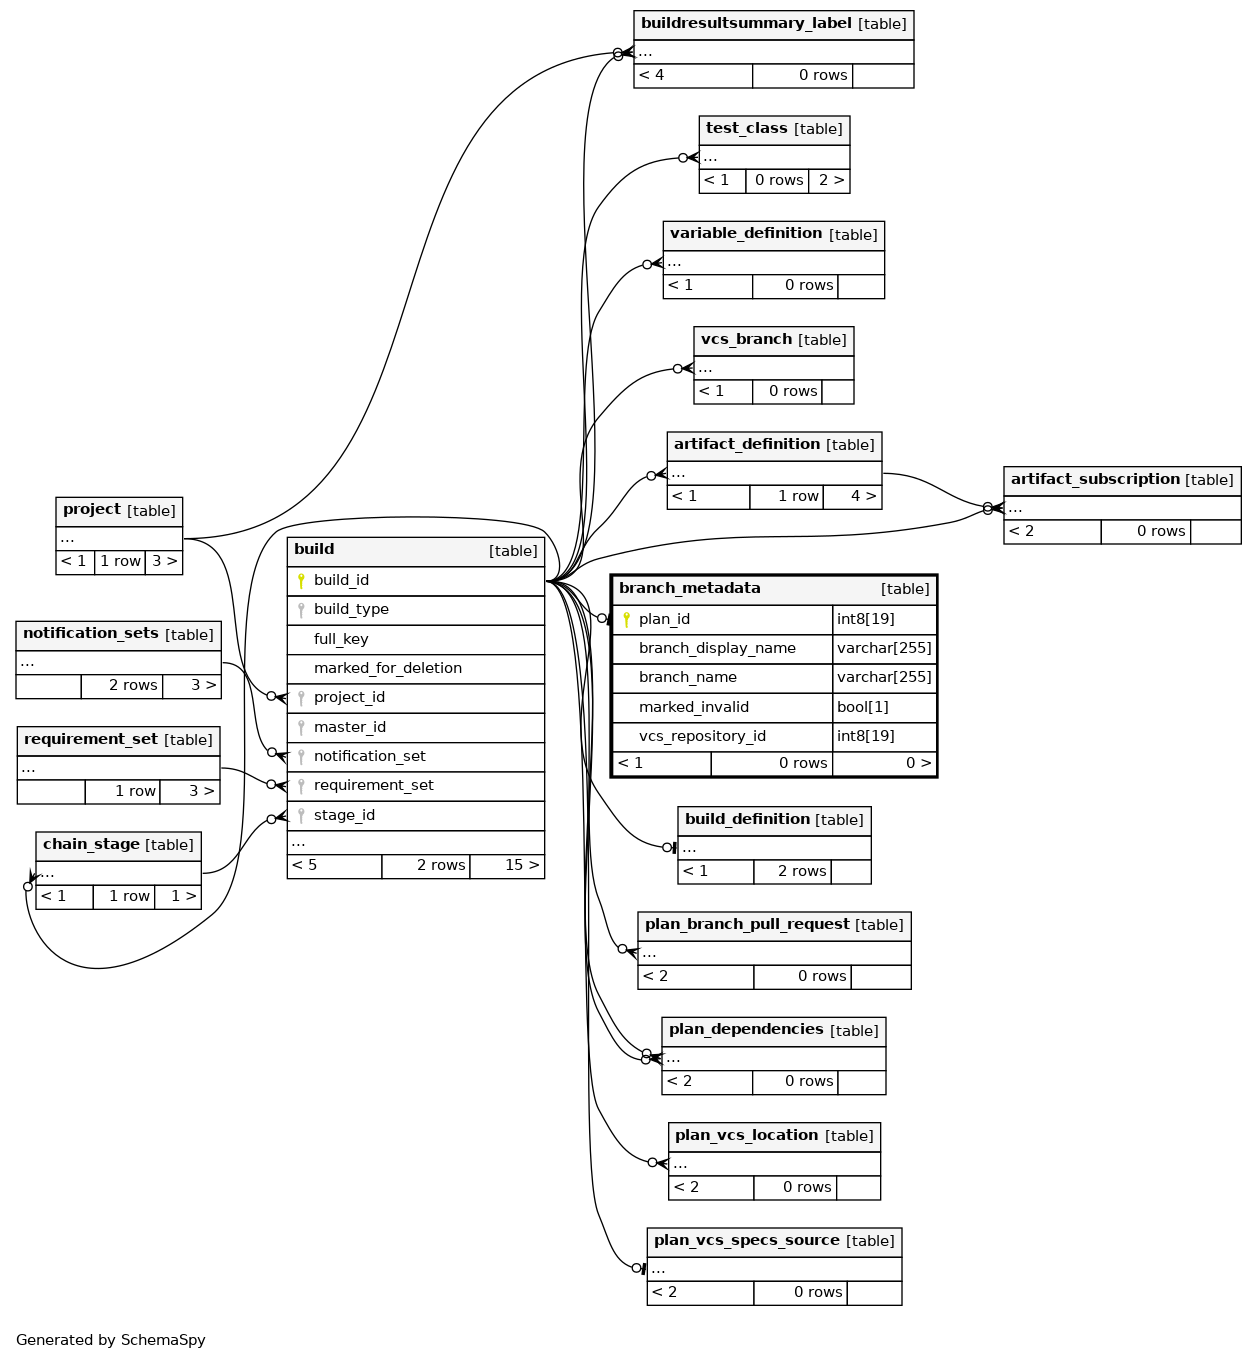 buildresultsummary_label [table]
...
< 4 0 rows
test_class [table]
...
< 1 0 rows 2 >
variable_definition [table]
...
< 1 0 rows
vcs_branch [table]
...
< 1 0 rows
artifact_definition [table]
...
< 1 1 row 4 >
artifact_subscription [table]
...
< 2 0 rows
project [table]
...
< 1 1 row 3 >
notification_sets [table]
...
2 rows 3 >
requirement_set [table]
...
1 row 3 >
chain_stage [table]
...
< 1 1 row 1 >
build [table]
build_id
build_type
full_key
marked_for_deletion
project_id
master_id
notification_set
requirement_set
stage_id
...
< 5 2 rows 15 >
branch_metadata [table]
plan_id int8[19]
branch_display_name varchar[255]
branch_name varchar[255]
marked_invalid bool[1]
vcs_repository_id int8[19]
< 1 0 rows 0 >
build_definition [table]
...
< 1 2 rows
plan_branch_pull_request [table]
...
< 2 0 rows
plan_dependencies [table]
...
< 2 0 rows
plan_vcs_location [table]
...
< 2 0 rows
plan_vcs_specs_source [table]
...
< 2 0 rows
Generated by SchemaSpy